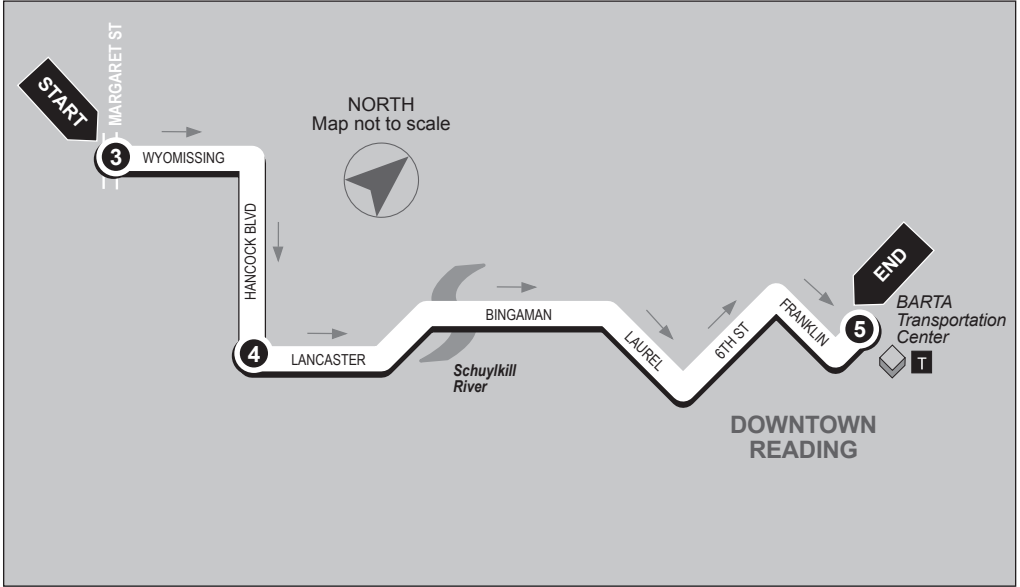 START
MARGARET ST
NORTH
Map not to scale
3
WYOMISSING
HANCOCK BLVD
4
LANCASTER
BINGAMAN
Schuylkill
River
LAUREL
6TH ST
FRANKLIN
END
5
BARTA
Transportation
Center
T
DOWNTOWN
READING